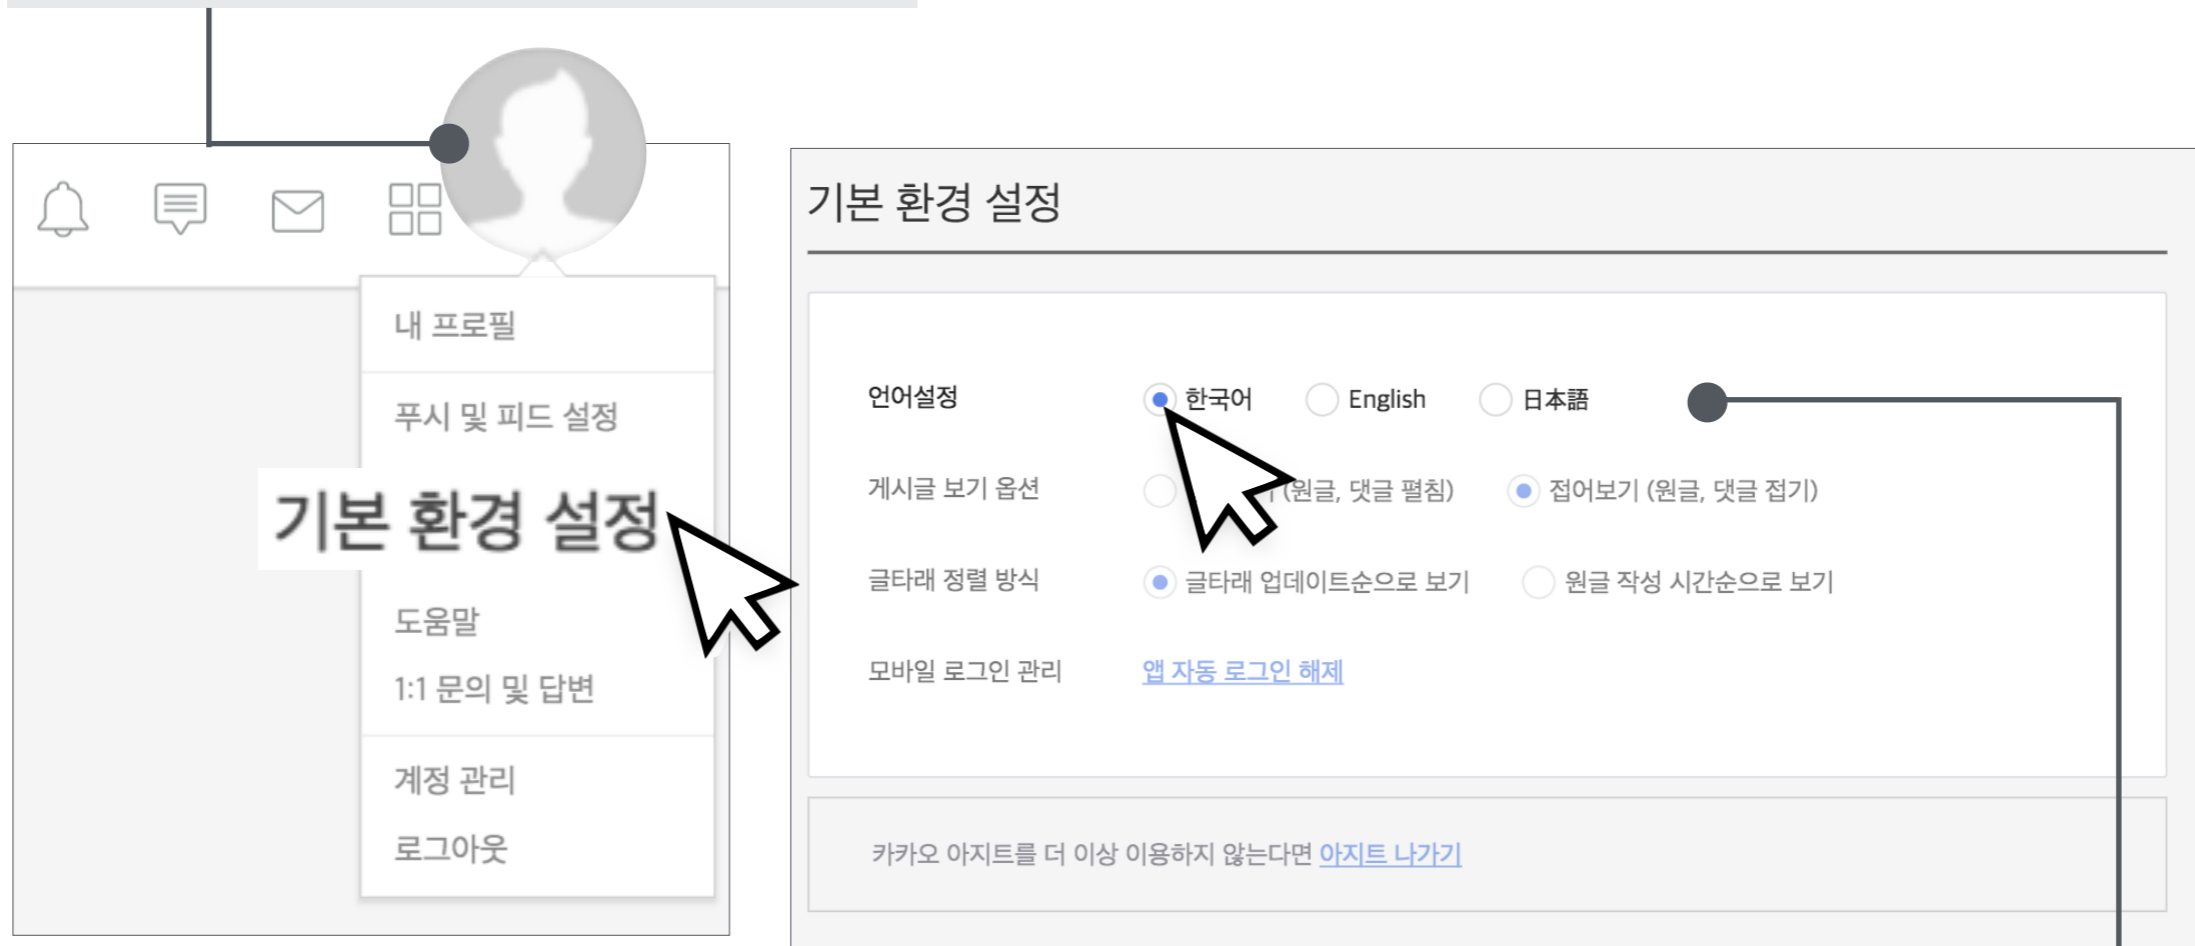 내 프로필
푸시 및 피드 설정
기본 환경 설정
도움말
1:1 문의 및 답변
계정 관리
로그아웃
기본 환경 설정
언어설정 한국어 English 日本語
게시글 보기 옵션 (원글, 댓글 펼침) 접어보기 (원글, 댓글 접기)
글타래 정렬 방식 글타래 업데이트순으로 보기 원글 작성 시간순으로 보기
모바일 로그인 관리 앱 자동 로그인 해제
카카오 아지트를 더 이상 이용하지 않는다면 아지트 나가기